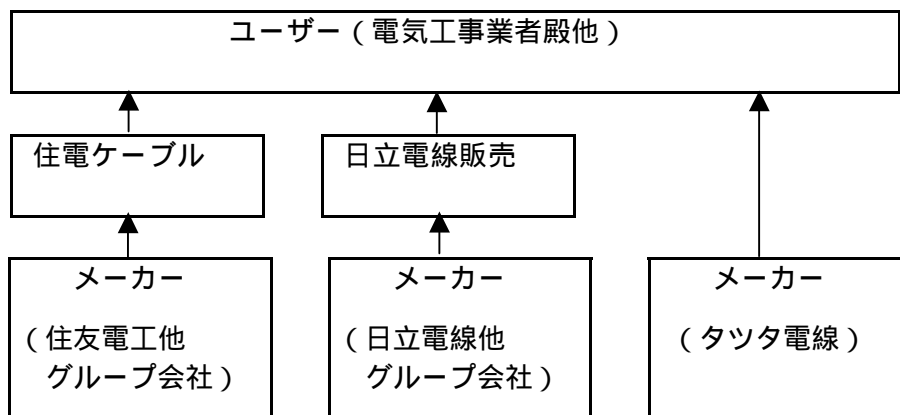 ユーザー（電気工事業者殿他）
住電ケーブル
日立電線販売
メーカー
（住友電工他
グループ会社）
メーカー
（日立電線他
グループ会社）
メーカー
（タツタ電線）